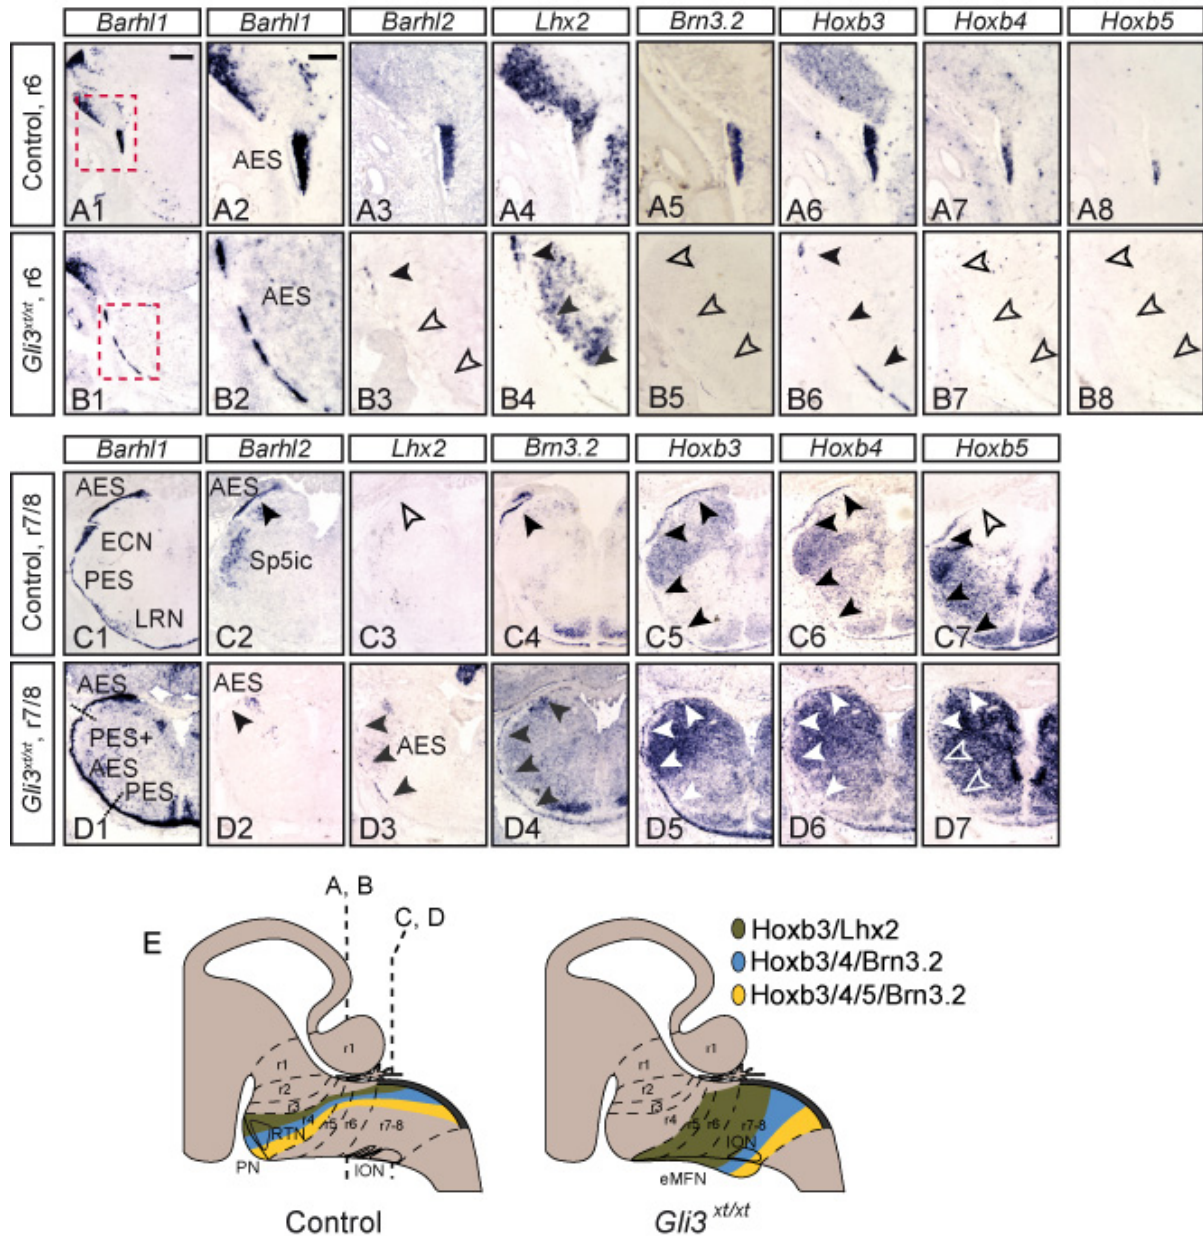 Barhl1 Barhl1 Barhl2 Lhx2 Brn3.2 Hoxb3 Hoxb4 Hoxb5
Control, r6
AES
A1 A2 A3 A4 A5 A6 A7 A8
Gli3xt/xt, r6
AES
B1 B2 B3 B4 B5 B6 B7 B8
Barhl1 Barhl2 Lhx2 Brn3.2 Hoxb3 Hoxb4 Hoxb5
Control, r7/8
AES AES
ECN
Sp5ic
PES
LRN
C1 C2 C3 C4 C5 C6 C7
Gli3xt/xt, r7/8
AES AES
PES+ AES
AES
PES
D1 D2 D3 D4 D5 D6 D7
A, B
C, D
E
Hoxb3/Lhx2
Hoxb3/4/Brn3.2
Hoxb3/4/5/Brn3.2
r1 r1
r1 r1
r2 r2
r3 r3
r4 r5 r6 r7-8
r4 r5 r6 r7-8
RTN
ION
PN ION
eMFN
Control Gli3 xt/xt